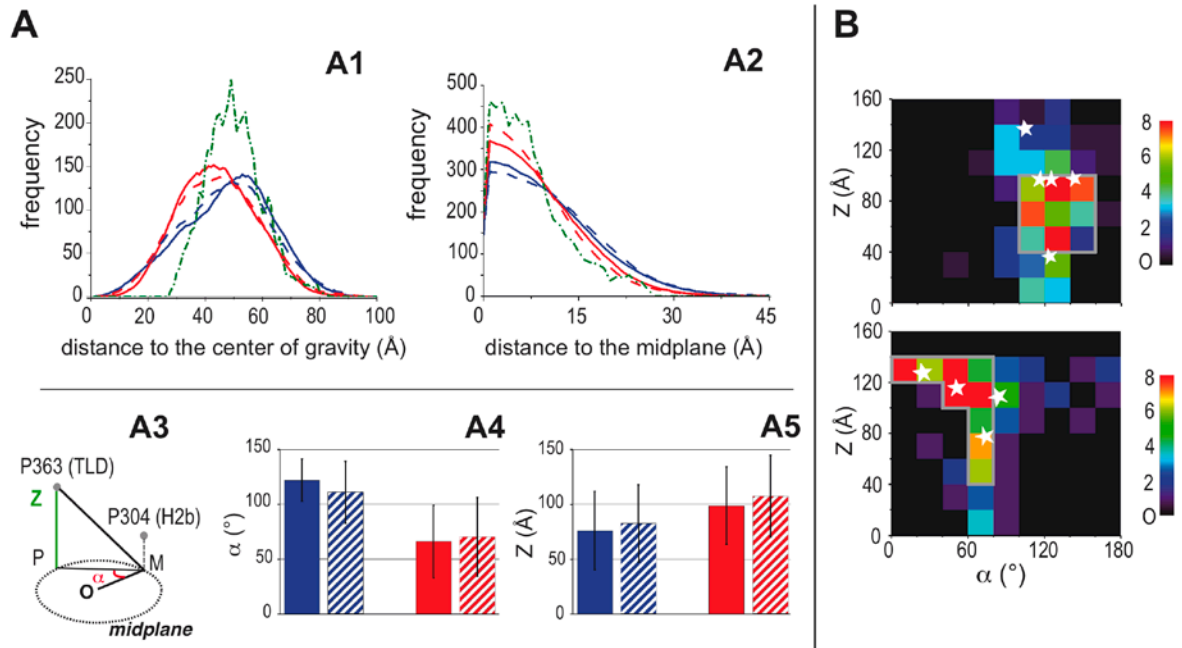 A
A1
250
200
150
100
50
0
frequency
0 20 40 60 80 100
distance to the center of gravity (Å)
A2
500
400
300
200
100
0
frequency
0 15 30 45
distance to the midplane (Å)
A3
P363 (TLD)
Z
P304 (H2b)
P
M
α
O
midplane
A4
150
100
50
0
α (°)
A5
150
100
50
0
Z (Å)
B
160
120
80
40
0
Z (Å)
8
6
4
2
O
160
120
80
40
0
Z (Å)
0 60 120 180
α (°)
8
6
4
2
O